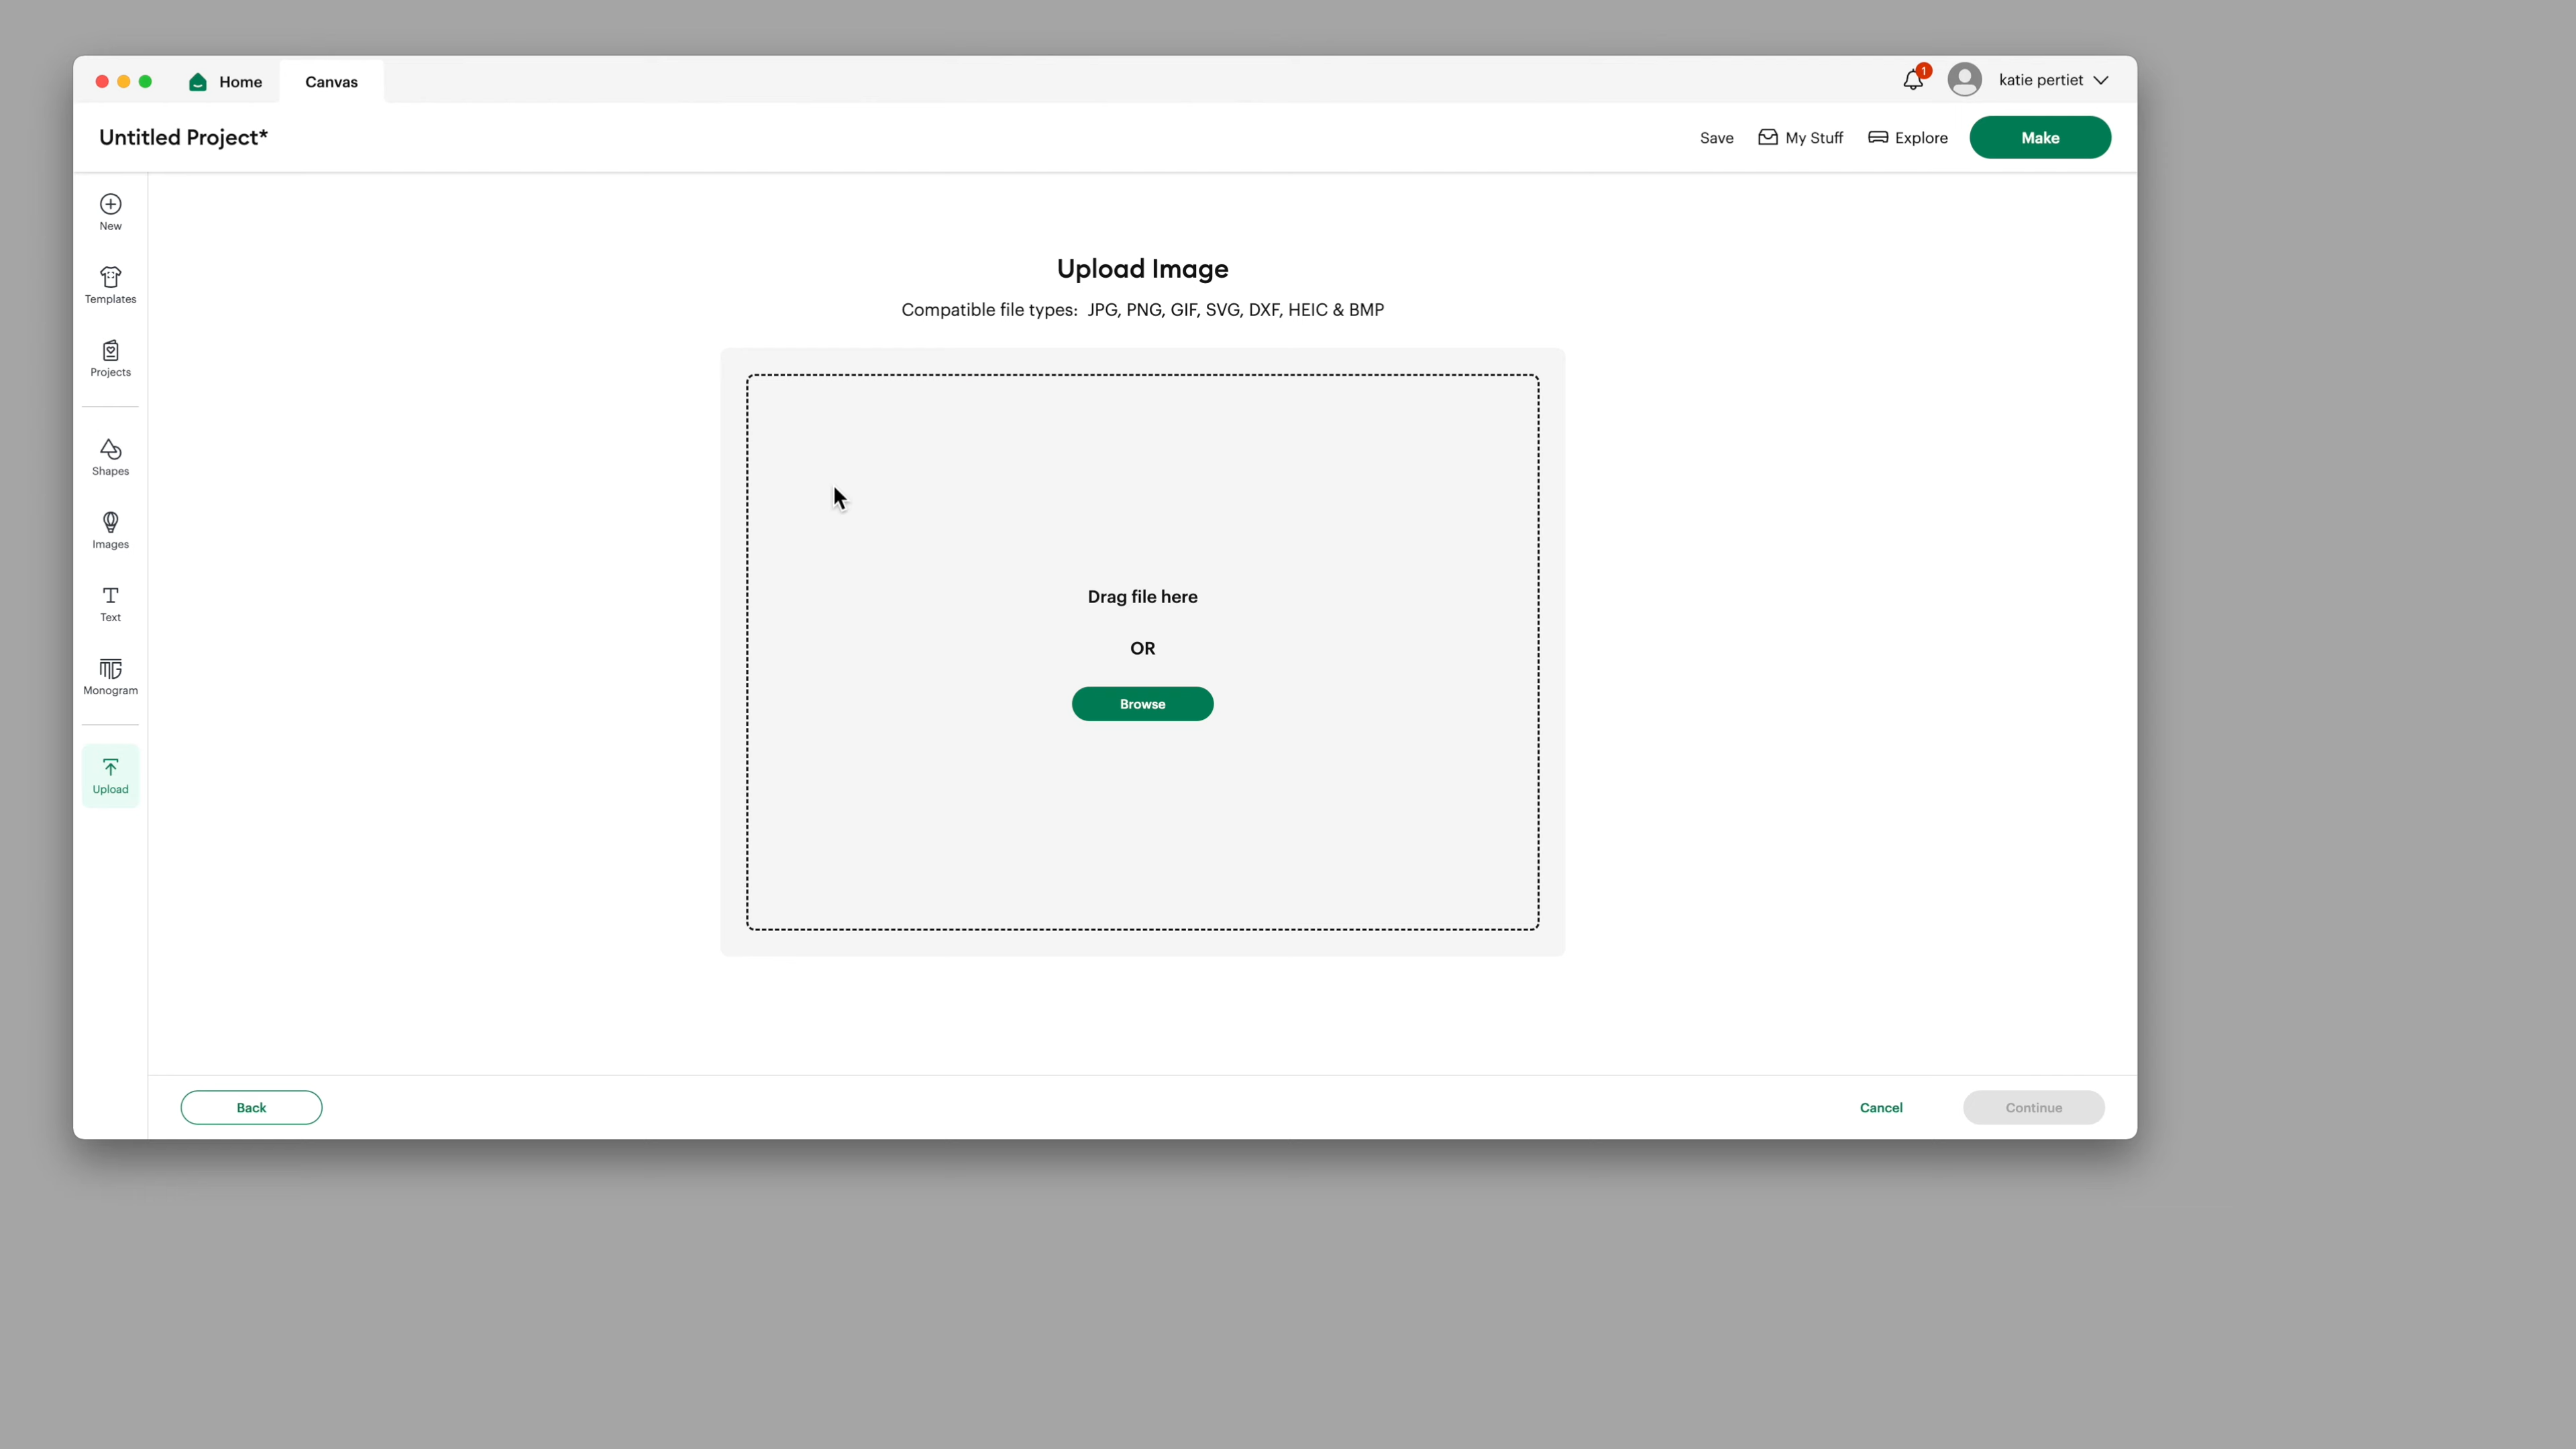 Home
Canvas
1
katie pertiet
Untitled Project*
Save
My Stuff
Explore
Make
New
Templates
Projects
Shapes
Images
Text
MG
Monogram
Upload
Upload Image
Compatible file types: JPG, PNG, GIF, SVG, DXF, HEIC & BMP
Drag file here
OR
Browse
Back
Cancel
Continue